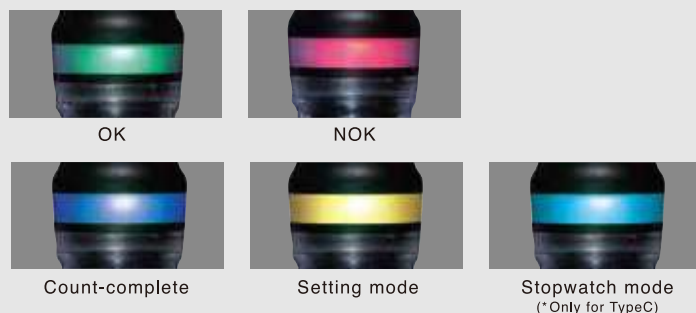 OK
NOK
Count-complete
Setting mode
Stopwatch mode
(*Only for TypeC)